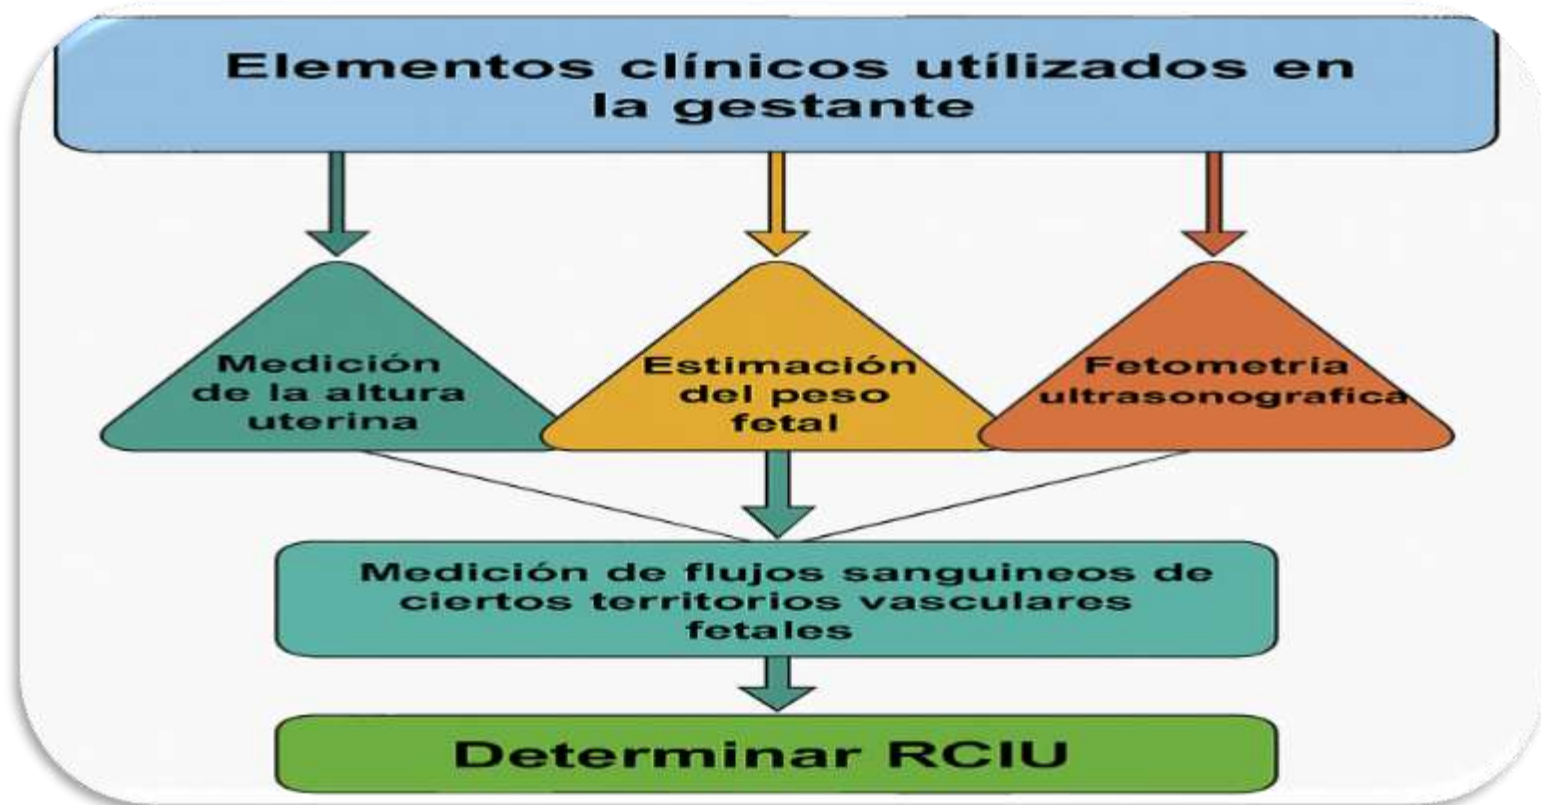 Elementos clínicos utílizados en
la gestante
Medición
de la altura
uterina
Estimación
del peso
fetal
Fetometria
ultrasonografica
Medición de flujos sanguineos de
ciertos territorios vasculares
fetales
Determinar RCIU